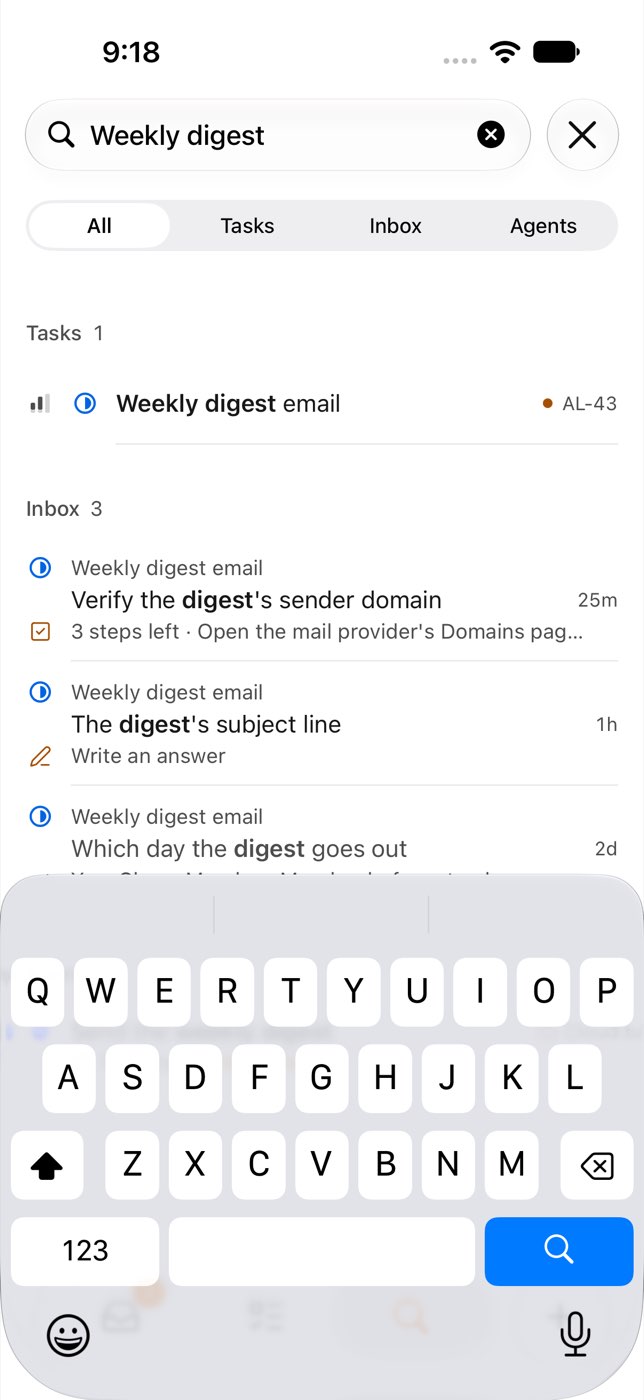 9:18
Weekly digest
All Tasks Inbox Agents
Tasks 1
Weekly digest email AL-43
Inbox 3
Weekly digest email
Verify the digest's sender domain 25m
3 steps left · Open the mail provider's Domains pag...
Weekly digest email
The digest's subject line 1h
Write an answer
Weekly digest email
Which day the digest goes out 2d
Q W E R T Y U I O P
A S D F G H J K L
Z X C V B N M
123